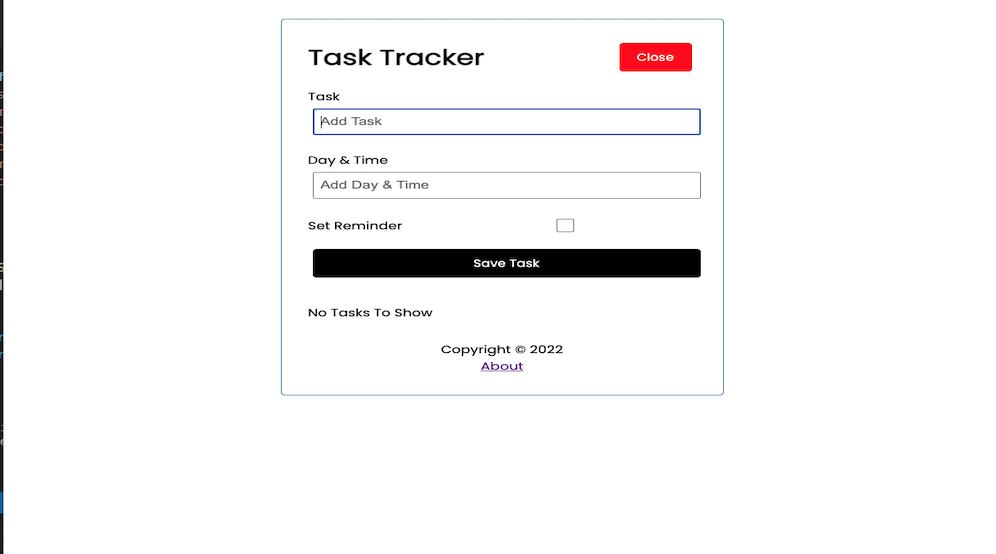 Task Tracker
Close
Task
Add Task
Day & Time
Add Day & Time
Set Reminder
Save Task
No Tasks To Show
Copyright © 2022
About